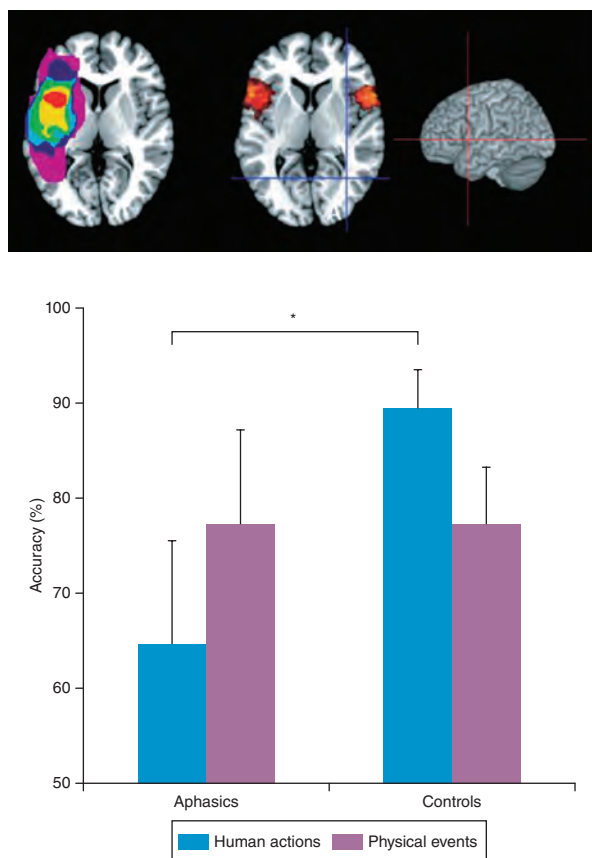 100
*
90
80
Accuracy (%)
70
60
50
Aphasics Controls
Human actions Physical events